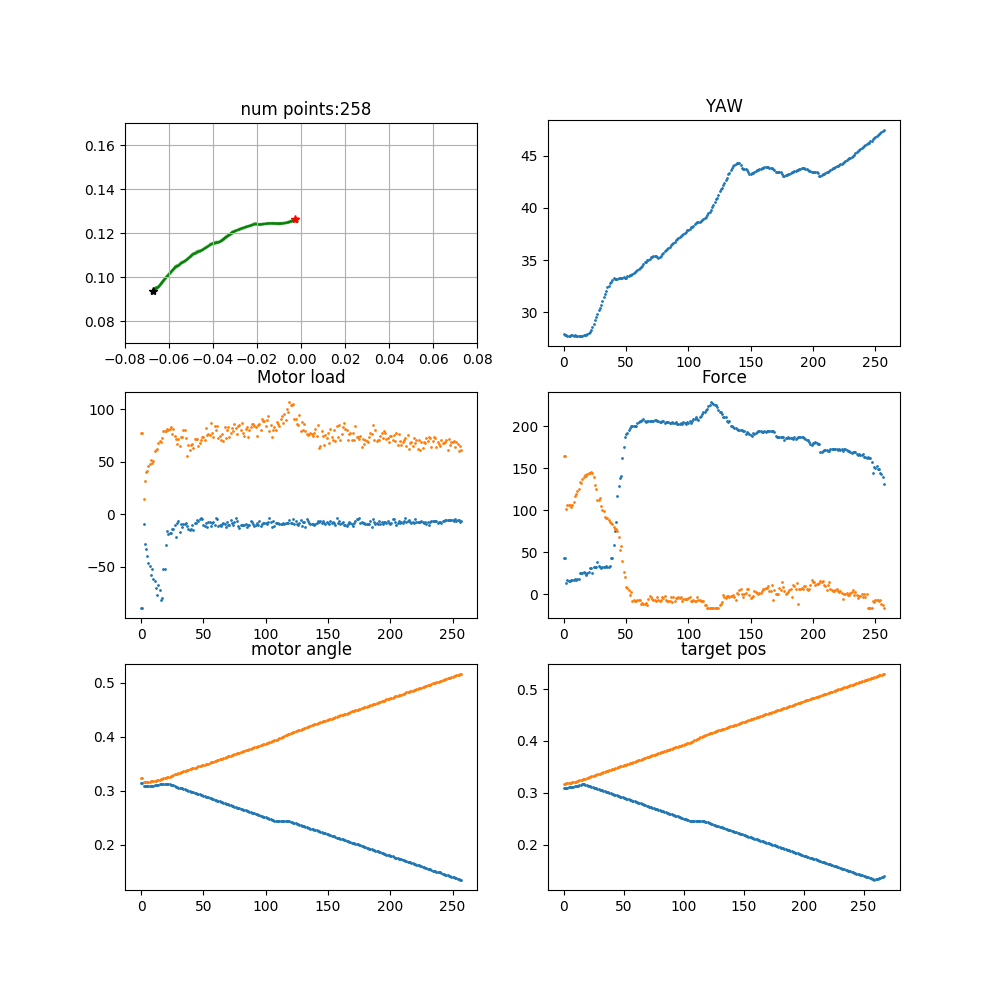 num points:258
YAW
0.16
0.14
0.12
0.10
0.08
−0.08 −0.06 −0.04 −0.02 0.00 0.02 0.04 0.06 0.08
45
40
35
30
0 50 100 150 200 250
Motor load
Force
100
50
0
−50
0 50 100 150 200 250
200
150
100
50
0
0 50 100 150 200 250
motor angle
target pos
0.5
0.4
0.3
0.2
0 50 100 150 200 250
0.5
0.4
0.3
0.2
0 50 100 150 200 250